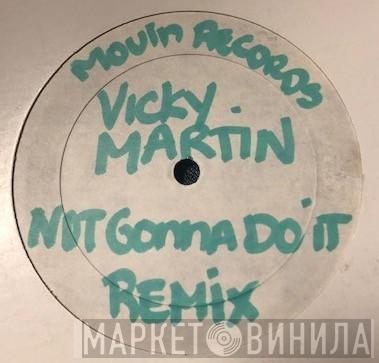 Movin Records
Vicky.
Martin
Not Gonna Do it
Remix
МАРКЕТ ВИНИЛА